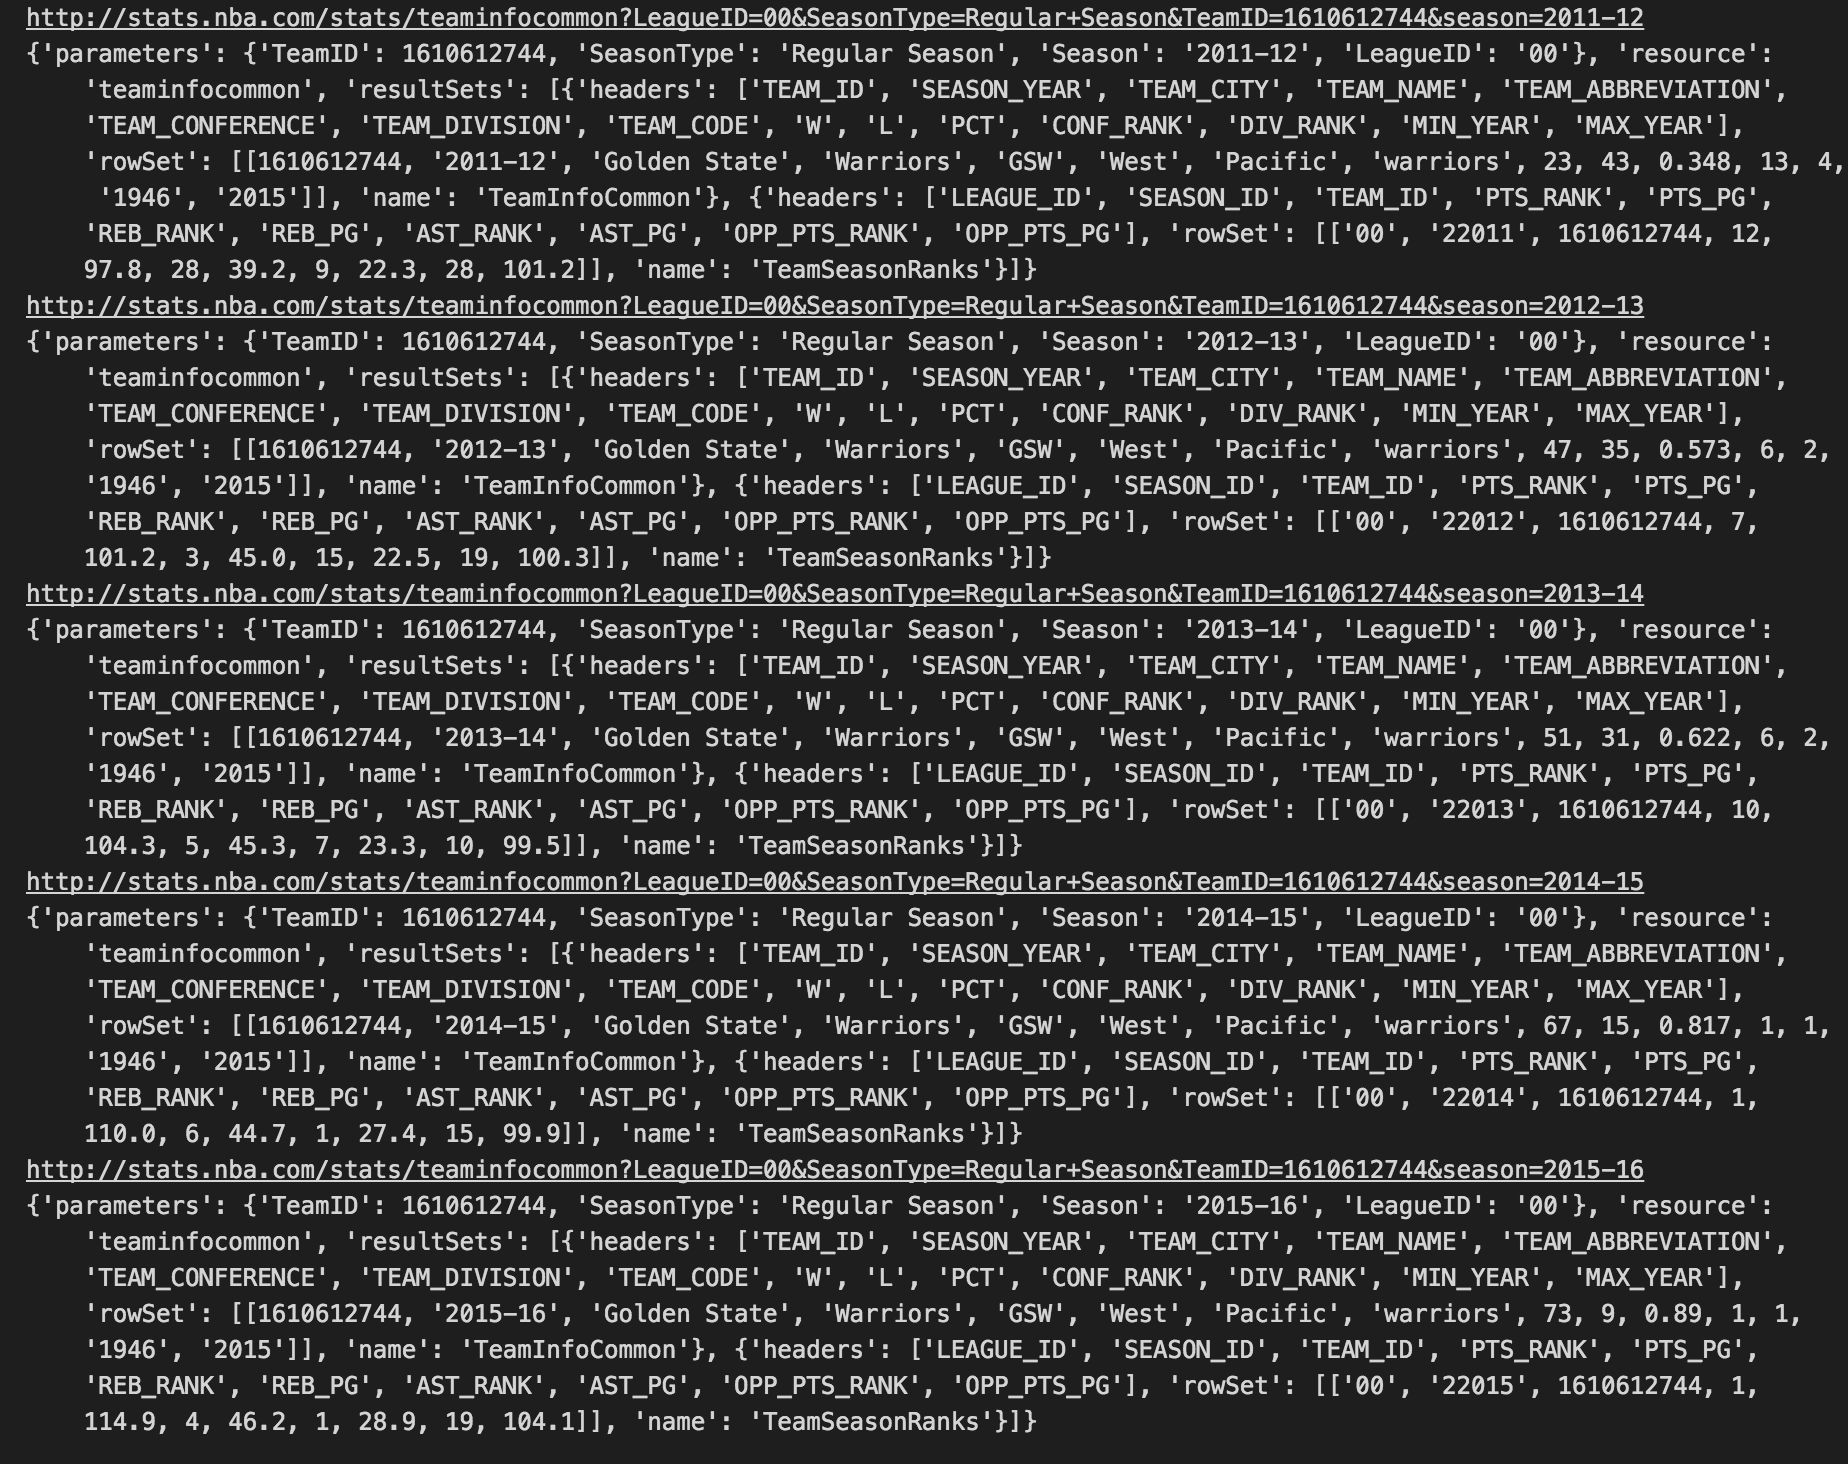 http://stats.nba.com/stats/teaminfocommon?LeagueID=00&SeasonType=Regular+Season&TeamID=1610612744&season=2011-12
{'parameters': {'TeamID': 1610612744, 'SeasonType': 'Regular Season', 'Season': '2011-12', 'LeagueID': '00'}, 'resource':
'teaminfocommon', 'resultSets': [{'headers': ['TEAM_ID', 'SEASON_YEAR', 'TEAM_CITY', 'TEAM_NAME', 'TEAM_ABBREVIATION',
'TEAM_CONFERENCE', 'TEAM_DIVISION', 'TEAM_CODE', 'W', 'L', 'PCT', 'CONF_RANK', 'DIV_RANK', 'MIN_YEAR', 'MAX_YEAR'],
'rowSet': [[1610612744, '2011-12', 'Golden State', 'Warriors', 'GSW', 'West', 'Pacific', 'warriors', 23, 43, 0.348, 13, 4,
'1946', '2015']], 'name': 'TeamInfoCommon'}, {'headers': ['LEAGUE_ID', 'SEASON_ID', 'TEAM_ID', 'PTS_RANK', 'PTS_PG',
'REB_RANK', 'REB_PG', 'AST_RANK', 'AST_PG', 'OPP_PTS_RANK', 'OPP_PTS_PG'], 'rowSet': [['00', '22011', 1610612744, 12,
97.8, 28, 39.2, 9, 22.3, 28, 101.2]], 'name': 'TeamSeasonRanks'}]}
http://stats.nba.com/stats/teaminfocommon?LeagueID=00&SeasonType=Regular+Season&TeamID=1610612744&season=2012-13
{'parameters': {'TeamID': 1610612744, 'SeasonType': 'Regular Season', 'Season': '2012-13', 'LeagueID': '00'}, 'resource':
'teaminfocommon', 'resultSets': [{'headers': ['TEAM_ID', 'SEASON_YEAR', 'TEAM_CITY', 'TEAM_NAME', 'TEAM_ABBREVIATION',
'TEAM_CONFERENCE', 'TEAM_DIVISION', 'TEAM_CODE', 'W', 'L', 'PCT', 'CONF_RANK', 'DIV_RANK', 'MIN_YEAR', 'MAX_YEAR'],
'rowSet': [[1610612744, '2012-13', 'Golden State', 'Warriors', 'GSW', 'West', 'Pacific', 'warriors', 47, 35, 0.573, 6, 2,
'1946', '2015']], 'name': 'TeamInfoCommon'}, {'headers': ['LEAGUE_ID', 'SEASON_ID', 'TEAM_ID', 'PTS_RANK', 'PTS_PG',
'REB_RANK', 'REB_PG', 'AST_RANK', 'AST_PG', 'OPP_PTS_RANK', 'OPP_PTS_PG'], 'rowSet': [['00', '22012', 1610612744, 7,
101.2, 3, 45.0, 15, 22.5, 19, 100.3]], 'name': 'TeamSeasonRanks'}]}
http://stats.nba.com/stats/teaminfocommon?LeagueID=00&SeasonType=Regular+Season&TeamID=1610612744&season=2013-14
{'parameters': {'TeamID': 1610612744, 'SeasonType': 'Regular Season', 'Season': '2013-14', 'LeagueID': '00'}, 'resource':
'teaminfocommon', 'resultSets': [{'headers': ['TEAM_ID', 'SEASON_YEAR', 'TEAM_CITY', 'TEAM_NAME', 'TEAM_ABBREVIATION',
'TEAM_CONFERENCE', 'TEAM_DIVISION', 'TEAM_CODE', 'W', 'L', 'PCT', 'CONF_RANK', 'DIV_RANK', 'MIN_YEAR', 'MAX_YEAR'],
'rowSet': [[1610612744, '2013-14', 'Golden State', 'Warriors', 'GSW', 'West', 'Pacific', 'warriors', 51, 31, 0.622, 6, 2,
'1946', '2015']], 'name': 'TeamInfoCommon'}, {'headers': ['LEAGUE_ID', 'SEASON_ID', 'TEAM_ID', 'PTS_RANK', 'PTS_PG',
'REB_RANK', 'REB_PG', 'AST_RANK', 'AST_PG', 'OPP_PTS_RANK', 'OPP_PTS_PG'], 'rowSet': [['00', '22013', 1610612744, 10,
104.3, 5, 45.3, 7, 23.3, 10, 99.5]], 'name': 'TeamSeasonRanks'}]}
http://stats.nba.com/stats/teaminfocommon?LeagueID=00&SeasonType=Regular+Season&TeamID=1610612744&season=2014-15
{'parameters': {'TeamID': 1610612744, 'SeasonType': 'Regular Season', 'Season': '2014-15', 'LeagueID': '00'}, 'resource':
'teaminfocommon', 'resultSets': [{'headers': ['TEAM_ID', 'SEASON_YEAR', 'TEAM_CITY', 'TEAM_NAME', 'TEAM_ABBREVIATION',
'TEAM_CONFERENCE', 'TEAM_DIVISION', 'TEAM_CODE', 'W', 'L', 'PCT', 'CONF_RANK', 'DIV_RANK', 'MIN_YEAR', 'MAX_YEAR'],
'rowSet': [[1610612744, '2014-15', 'Golden State', 'Warriors', 'GSW', 'West', 'Pacific', 'warriors', 67, 15, 0.817, 1, 1,
'1946', '2015']], 'name': 'TeamInfoCommon'}, {'headers': ['LEAGUE_ID', 'SEASON_ID', 'TEAM_ID', 'PTS_RANK', 'PTS_PG',
'REB_RANK', 'REB_PG', 'AST_RANK', 'AST_PG', 'OPP_PTS_RANK', 'OPP_PTS_PG'], 'rowSet': [['00', '22014', 1610612744, 1,
110.0, 6, 44.7, 1, 27.4, 15, 99.9]], 'name': 'TeamSeasonRanks'}]}
http://stats.nba.com/stats/teaminfocommon?LeagueID=00&SeasonType=Regular+Season&TeamID=1610612744&season=2015-16
{'parameters': {'TeamID': 1610612744, 'SeasonType': 'Regular Season', 'Season': '2015-16', 'LeagueID': '00'}, 'resource':
'teaminfocommon', 'resultSets': [{'headers': ['TEAM_ID', 'SEASON_YEAR', 'TEAM_CITY', 'TEAM_NAME', 'TEAM_ABBREVIATION',
'TEAM_CONFERENCE', 'TEAM_DIVISION', 'TEAM_CODE', 'W', 'L', 'PCT', 'CONF_RANK', 'DIV_RANK', 'MIN_YEAR', 'MAX_YEAR'],
'rowSet': [[1610612744, '2015-16', 'Golden State', 'Warriors', 'GSW', 'West', 'Pacific', 'warriors', 73, 9, 0.89, 1, 1,
'1946', '2015']], 'name': 'TeamInfoCommon'}, {'headers': ['LEAGUE_ID', 'SEASON_ID', 'TEAM_ID', 'PTS_RANK', 'PTS_PG',
'REB_RANK', 'REB_PG', 'AST_RANK', 'AST_PG', 'OPP_PTS_RANK', 'OPP_PTS_PG'], 'rowSet': [['00', '22015', 1610612744, 1,
114.9, 4, 46.2, 1, 28.9, 19, 104.1]], 'name': 'TeamSeasonRanks'}]}